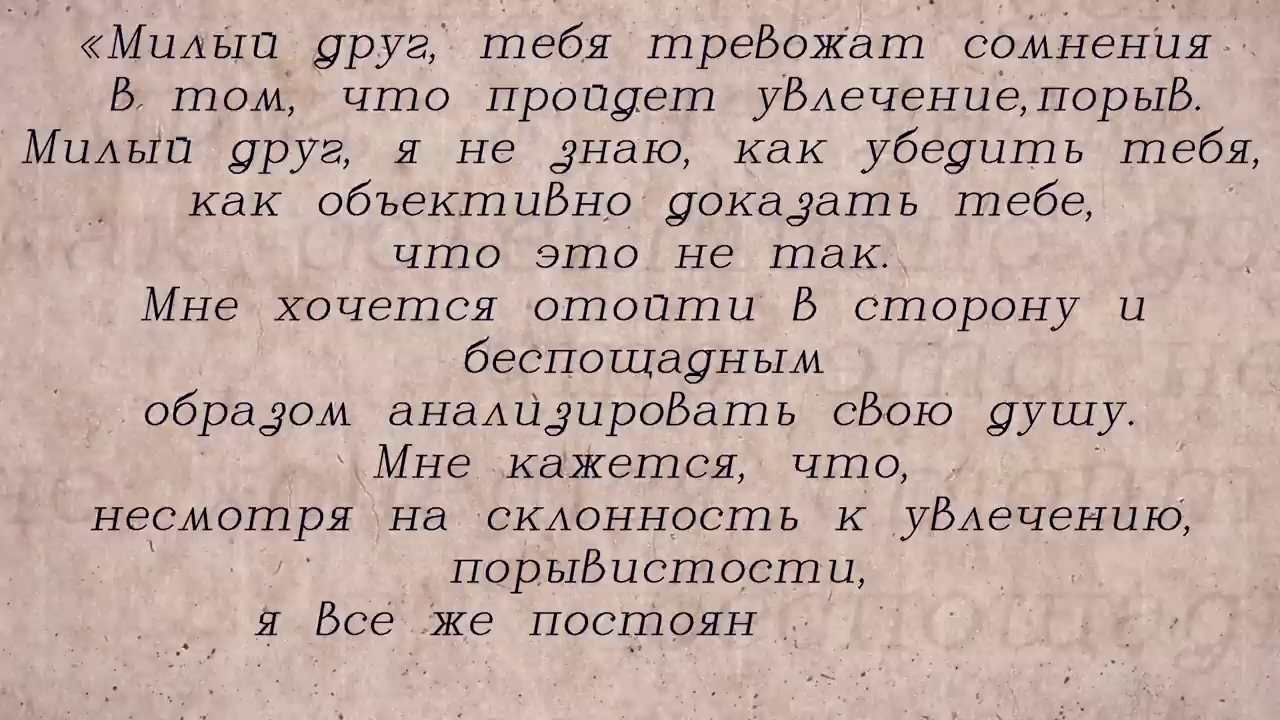 «Милый друг, тебя тревожат сомнения
в том, что пройдет увлечение,порыв.
Милый друг, я не знаю, как убедить тебя,
как объективно доказать тебе,
что это не так.
Мне хочется отойти в сторону и
беспощадным
образом анализировать свою душу.
Мне кажется, что,
несмотря на склонность к увлечению,
порывистости,
я все же постоян